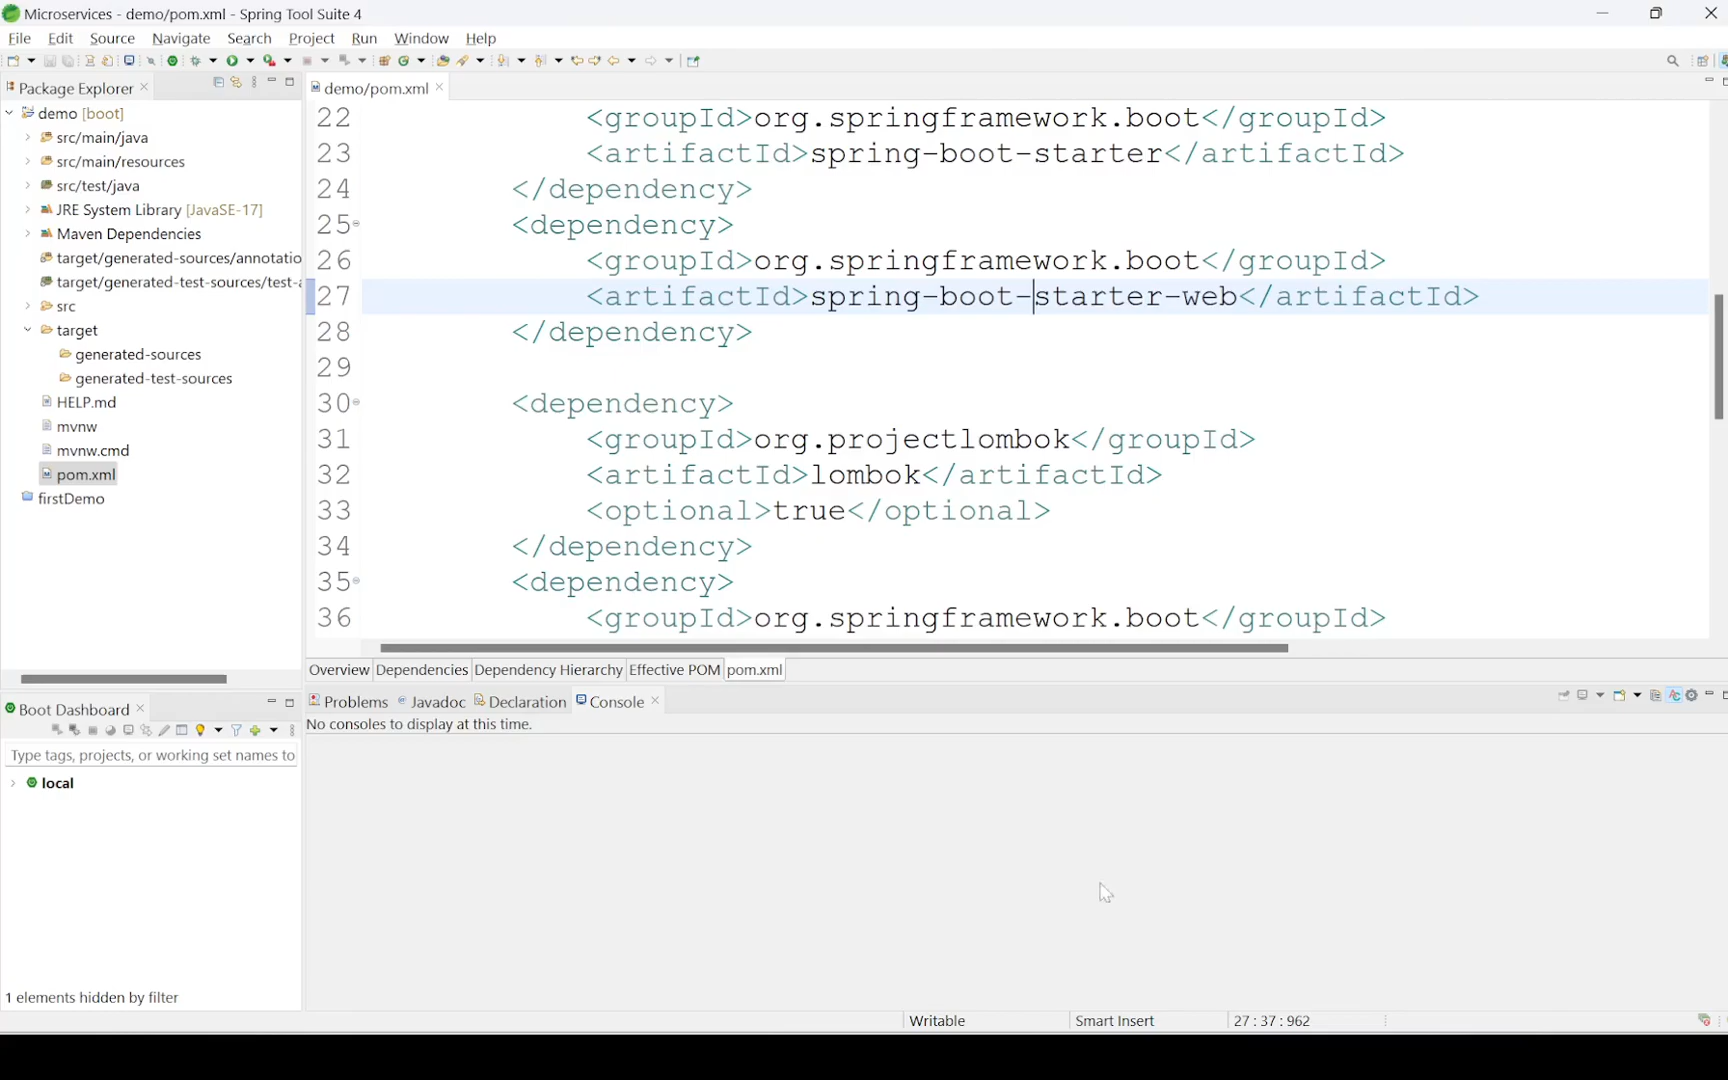 Microservices - demo/pom.xml - Spring Tool Suite 4
File Edit Source Navigate Search Project Run Window Help
Package Explorer
demo [boot]
src/main/java
src/main/resources
src/test/java
JRE System Library [JavaSE-17]
Maven Dependencies
target/generated-sources/annotatio
target/generated-test-sources/test-a
src
target
generated-sources
generated-test-sources
HELP.md
mvnw
mvnw.cmd
pom.xml
firstDemo
demo/pom.xml
22 <groupId>org.springframework.boot</groupId>
23 <artifactId>spring-boot-starter</artifactId>
24 </dependency>
25 <dependency>
26 <groupId>org.springframework.boot</groupId>
27 <artifactId>spring-boot-starter-web</artifactId>
28 </dependency>
29
30 <dependency>
31 <groupId>org.projectlombok</groupId>
32 <artifactId>lombok</artifactId>
33 <optional>true</optional>
34 </dependency>
35 <dependency>
36 <groupId>org.springframework.boot</groupId>
Overview Dependencies Dependency Hierarchy Effective POM pom.xml
Boot Dashboard
Type tags, projects, or working set names to
local
1 elements hidden by filter
Problems Javadoc Declaration Console
No consoles to display at this time.
Writable Smart Insert 27 : 37 : 962